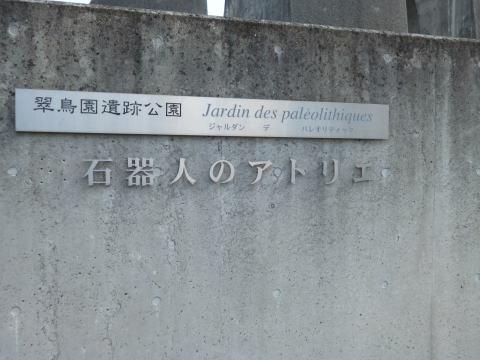 翠鳥園遺跡公園 Jardin des paléolithiques
ジャルダン デ パレオリティック
石器人のアトリエ